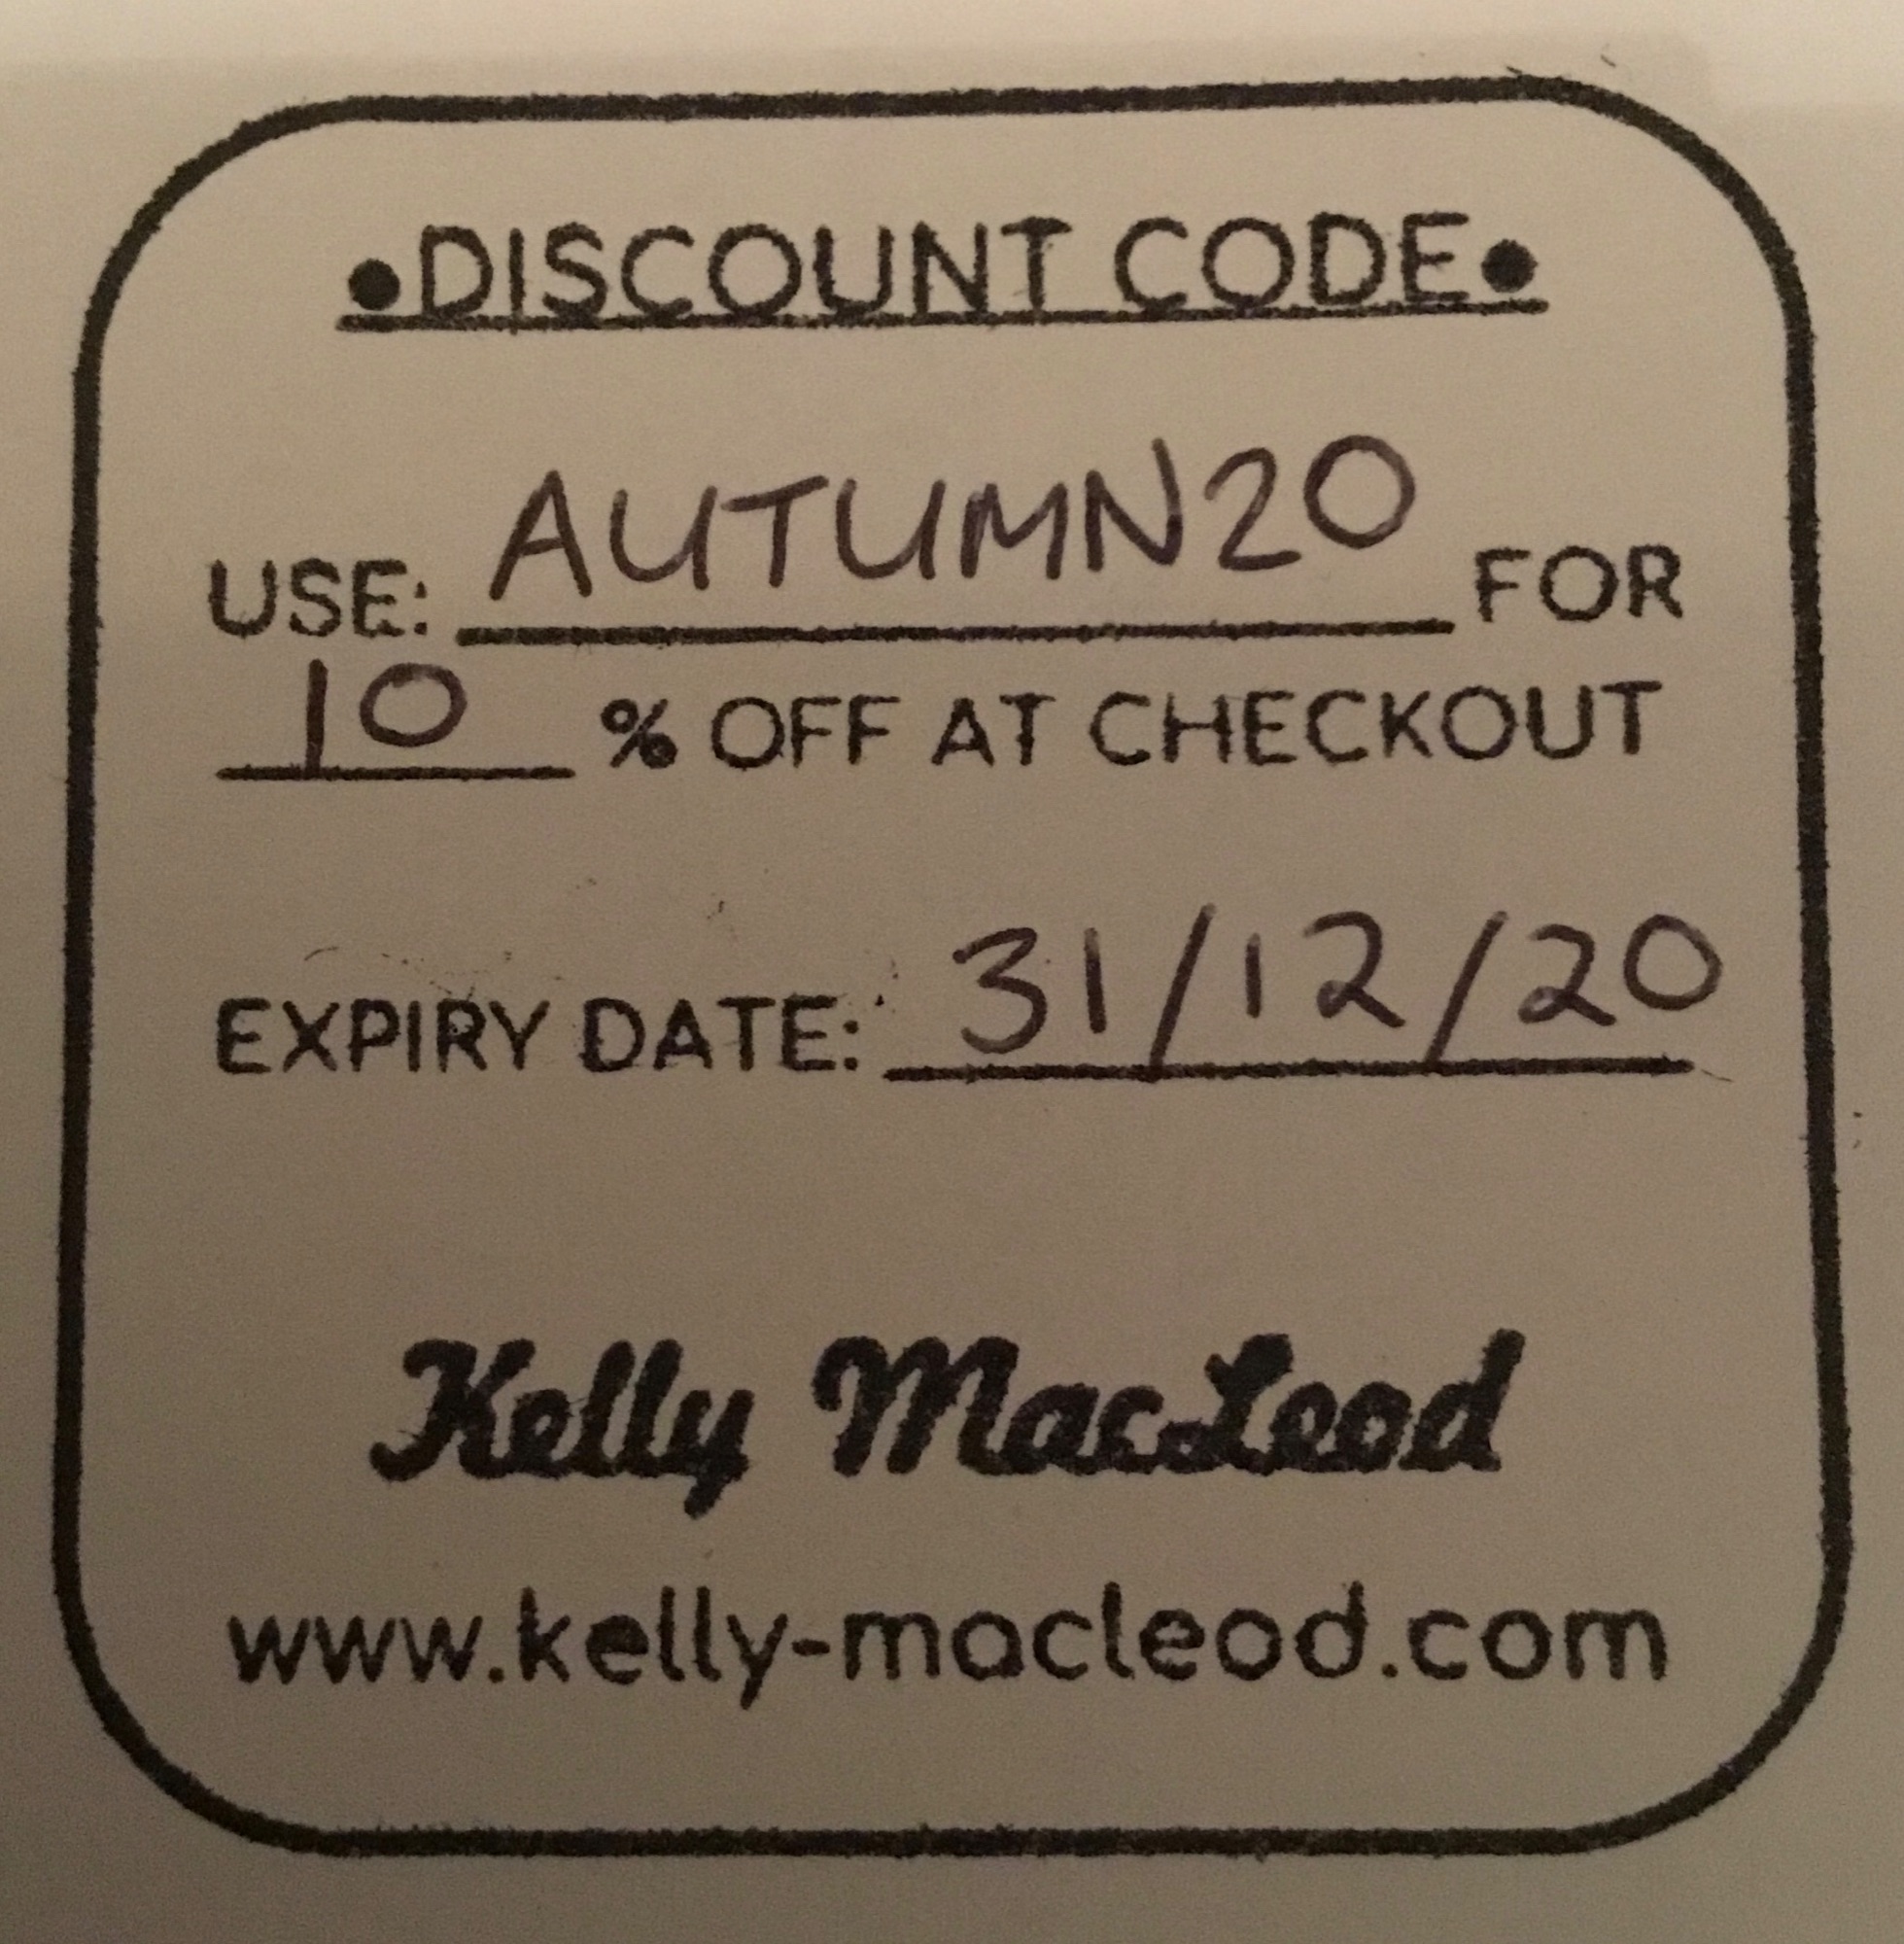 •DISCOUNT CODE•
USE: AUTUMN20 FOR
10 % OFF AT CHECKOUT
EXPIRY DATE: 31/12/20
Kelly MacLeod
www.kelly-macleod.com